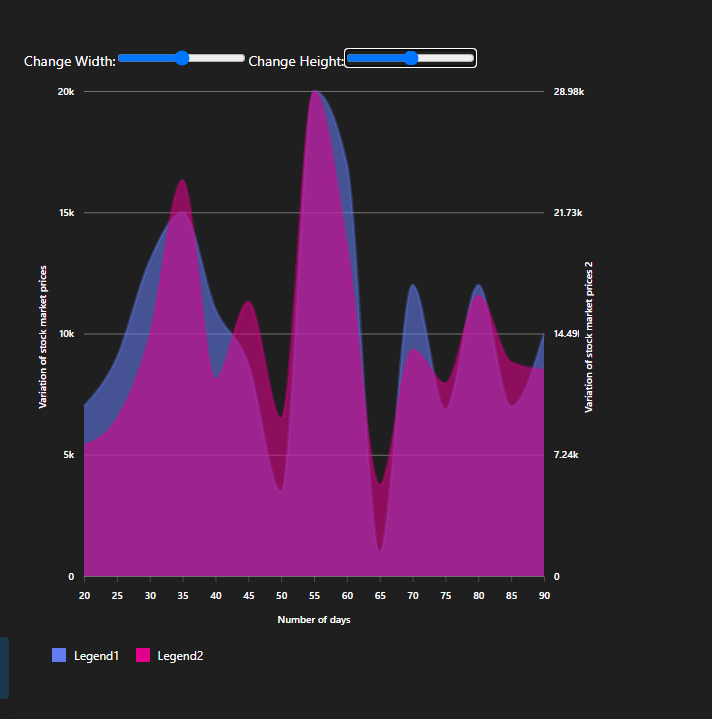 Change Width: Change Height:
20k 28.98k
15k 21.73k
10k 14.49k
5k 7.24k
0 0
Variation of stock market prices
Variation of stock market prices 2
20 25 30 35 40 45 50 55 60 65 70 75 80 85 90
Number of days
Legend1 Legend2